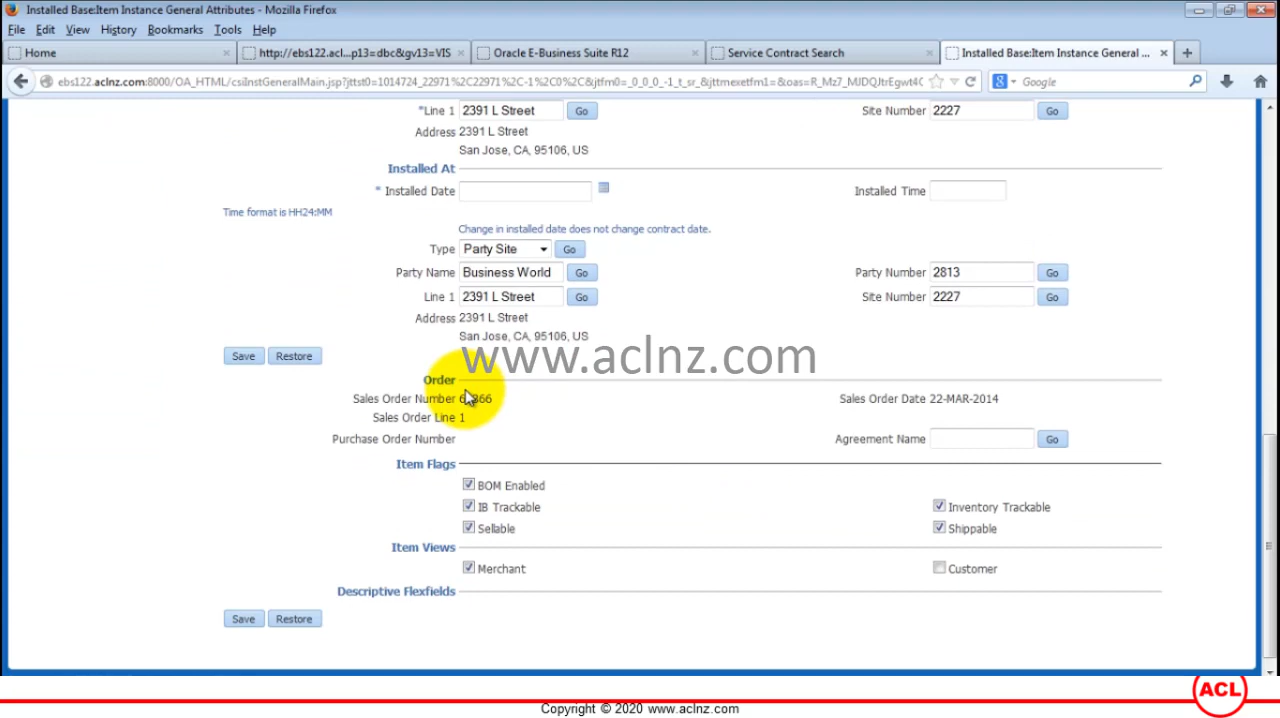 Installed Base:Item Instance General Attributes - Mozilla Firefox
File Edit View History Bookmarks Tools Help
Home × http://ebs122.acl...p13=dbc&gv13=VIS × Oracle E-Business Suite R12 × Service Contract Search × Installed Base:Item Instance General ... × +
ebs122.aclnz.com:8000/OA_HTML/csiInstGeneralMain.jsp?jttst0=1014724_22971%2C22971%2C-1%2C0%2C&jtfm0=_0_0_0_-1_t_sr_&jttmexetfm1=&oas=R_Mz7_MJDQJtrEgwt4C Google
*Line 1 2391 L Street Go Site Number 2227 Go
Address 2391 L Street
San Jose, CA, 95106, US
Installed At
* Installed Date Installed Time
Time format is HH24:MM
Change in installed date does not change contract date.
Type Party Site Go
Party Name Business World Go Party Number 2813 Go
Line 1 2391 L Street Go Site Number 2227 Go
Address 2391 L Street
San Jose, CA, 95106, US
www.aclnz.com
Save Restore
Order
Sales Order Number Sales Order Date 22-MAR-2014
Sales Order Line 1
Purchase Order Number Agreement Name Go
Item Flags
BOM Enabled
IB Trackable Inventory Trackable
Sellable Shippable
Item Views
Merchant Customer
Descriptive Flexfields
Save Restore
ACL
Copyright © 2020 www.aclnz.com